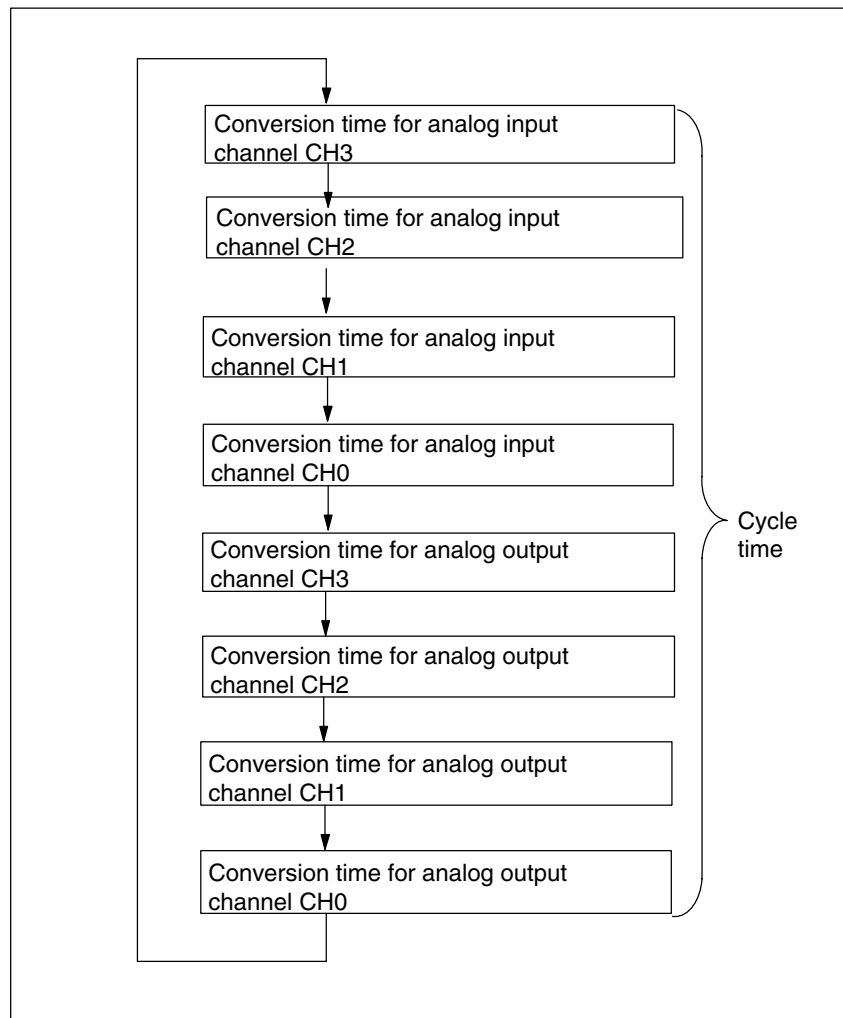 Conversion time for analog input
channel CH3
Conversion time for analog input
channel CH2
Conversion time for analog input
channel CH1
Conversion time for analog input
channel CH0
Conversion time for analog output
channel CH3
Conversion time for analog output
channel CH2
Conversion time for analog output
channel CH1
Conversion time for analog output
channel CH0
Cycle
time